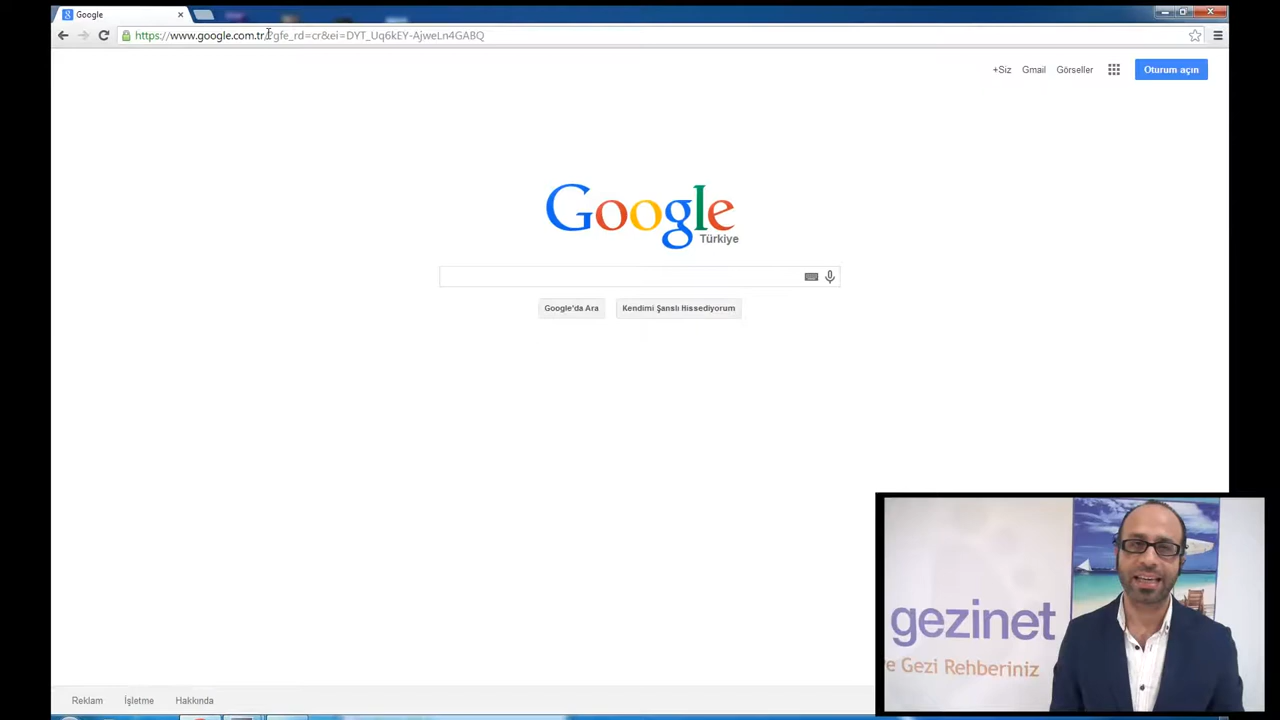 Google
https://www.google.com.tr/?gfe_rd=cr&ei=DYT_Uq6kEY-AjweLn4GABQ
+Siz Gmail Görseller Oturum açın
Google
Türkiye
Google'da Ara Kendimi Şanslı Hissediyorum
gezinet
ve Gezi Rehberiniz
Reklam İşletme Hakkında